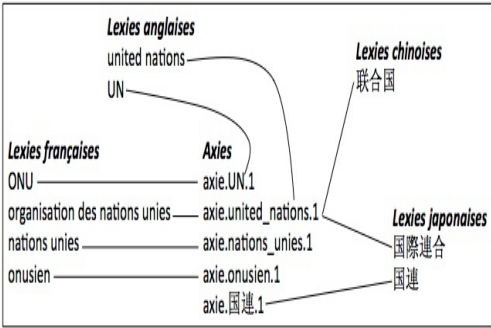 Lexies anglaises
united nations
UN
Lexies chinoises
联合国
Lexies françaises
ONU
organisation des nations unies
nations unies
onusien
Axies
axie.UN.1
axie.united_nations.1
axie.nations_unies.1
axie.onusien.1
axie.国連.1
Lexies japonaises
国際連合
国連